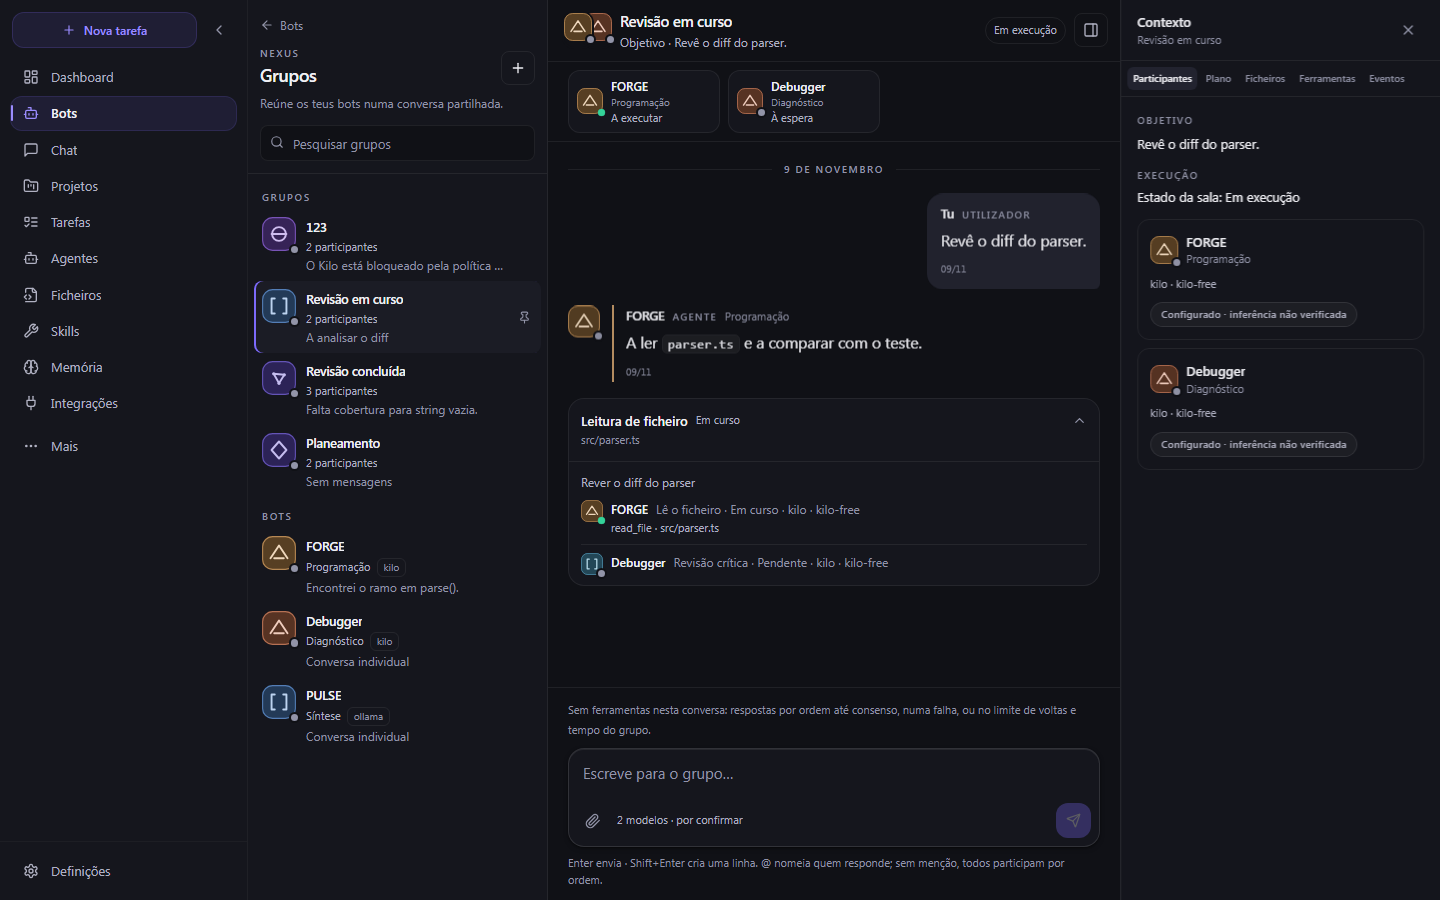 Nova tarefa
Dashboard
Bots
Chat
Projetos
Tarefas
Agentes
Ficheiros
Skills
Memória
Integrações
Mais
Definições
Bots
NEXUS
Grupos
Reúne os teus bots numa conversa partilhada.
Pesquisar grupos
GRUPOS
123
2 participantes
O Kilo está bloqueado pela política ...
Revisão em curso
2 participantes
A analisar o diff
Revisão concluída
3 participantes
Falta cobertura para string vazia.
Planeamento
2 participantes
Sem mensagens
BOTS
FORGE
Programação kilo
Encontrei o ramo em parse().
Debugger
Diagnóstico kilo
Conversa individual
PULSE
Síntese ollama
Conversa individual
Revisão em curso
Objetivo · Revê o diff do parser.
Em execução
FORGE
Programação
A executar
Debugger
Diagnóstico
À espera
9 DE NOVEMBRO
Tu UTILIZADOR
Revê o diff do parser.
09/11
FORGE AGENTE Programação
A ler parser.ts e a comparar com o teste.
09/11
Leitura de ficheiro Em curso
src/parser.ts
Rever o diff do parser
FORGE Lê o ficheiro · Em curso · kilo · kilo-free
read_file · src/parser.ts
Debugger Revisão crítica · Pendente · kilo · kilo-free
Sem ferramentas nesta conversa: respostas por ordem até consenso, numa falha, ou no limite de voltas e
tempo do grupo.
Escreve para o grupo...
2 modelos · por confirmar
Enter envia · Shift+Enter cria uma linha. @ nomeia quem responde; sem menção, todos participam por
ordem.
Contexto
Revisão em curso
Participantes Plano Ficheiros Ferramentas Eventos
OBJETIVO
Revê o diff do parser.
EXECUÇÃO
Estado da sala: Em execução
FORGE
Programação
kilo · kilo-free
Configurado · inferência não verificada
Debugger
Diagnóstico
kilo · kilo-free
Configurado · inferência não verificada